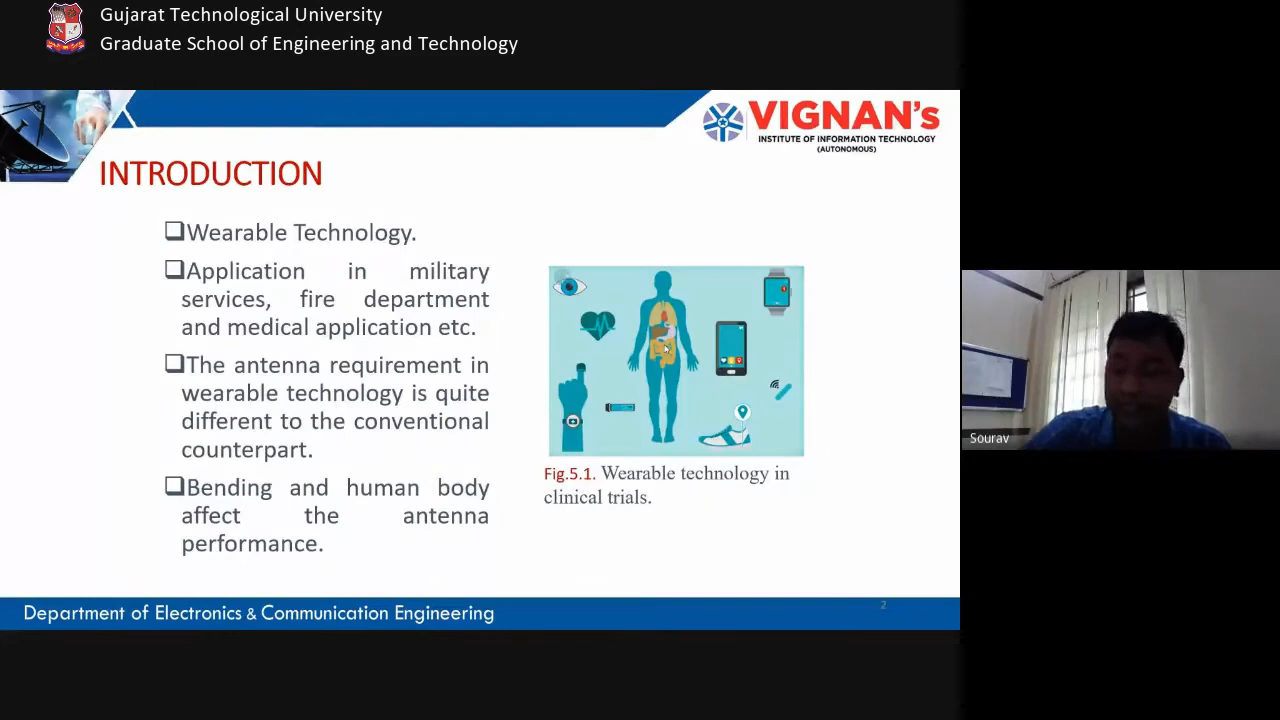 Gujarat Technological University
Graduate School of Engineering and Technology
VIGNAN's
INSTITUTE OF INFORMATION TECHNOLOGY
(AUTONOMOUS)
INTRODUCTION
❑Wearable Technology.
❑Application in military
services, fire department
and medical application etc.
❑The antenna requirement in
wearable technology is quite
different to the conventional
counterpart.
❑Bending and human body
affect the antenna
performance.
Fig.5.1. Wearable technology in
clinical trials.
Sourav
Department of Electronics & Communication Engineering
2